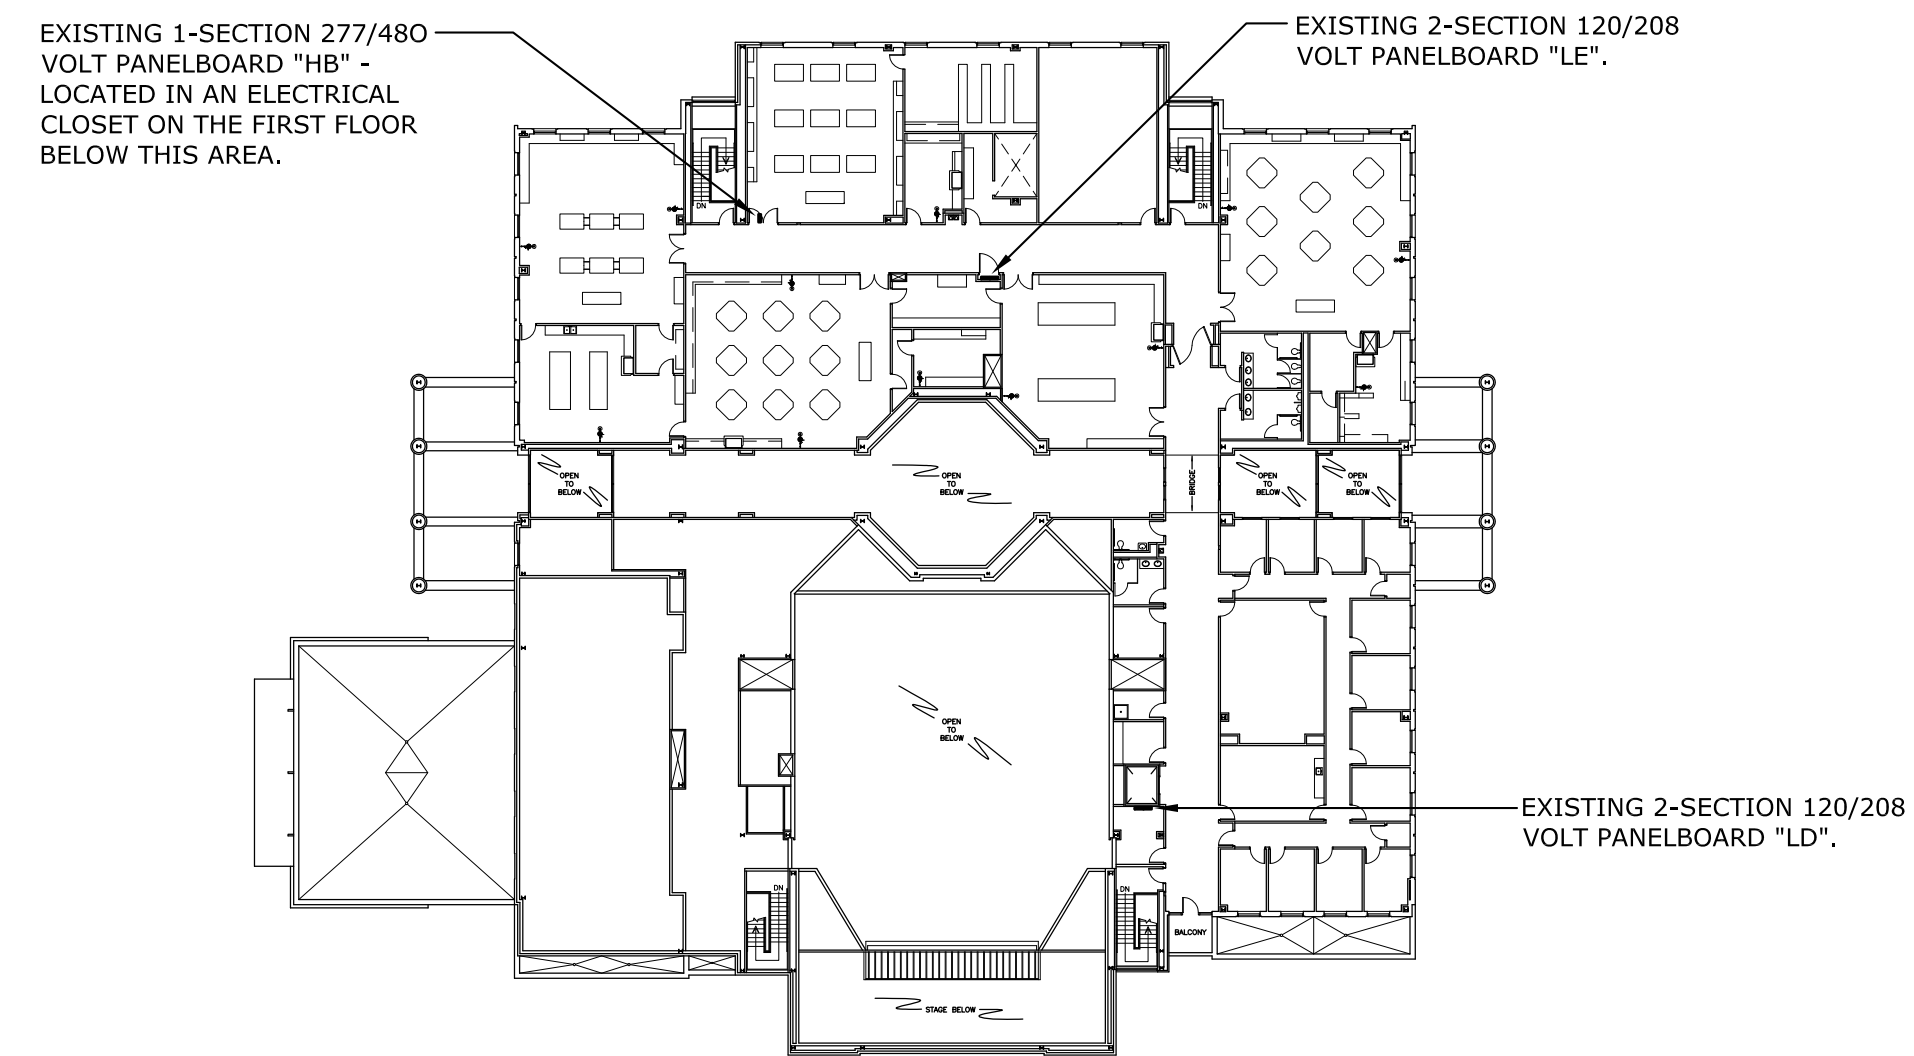 EXISTING 1-SECTION 277/480
VOLT PANELBOARD "HB" -
LOCATED IN AN ELECTRICAL
CLOSET ON THE FIRST FLOOR
BELOW THIS AREA.
EXISTING 2-SECTION 120/208
VOLT PANELBOARD "LE".
DN
DN
OPEN
TO
BELOW
OPEN
TO
BELOW
BRIDGE
OPEN
TO
BELOW
OPEN
TO
BELOW
OPEN
TO
BELOW
EXISTING 2-SECTION 120/208
VOLT PANELBOARD "LD".
DN
DN
BALCONY
STAGE BELOW